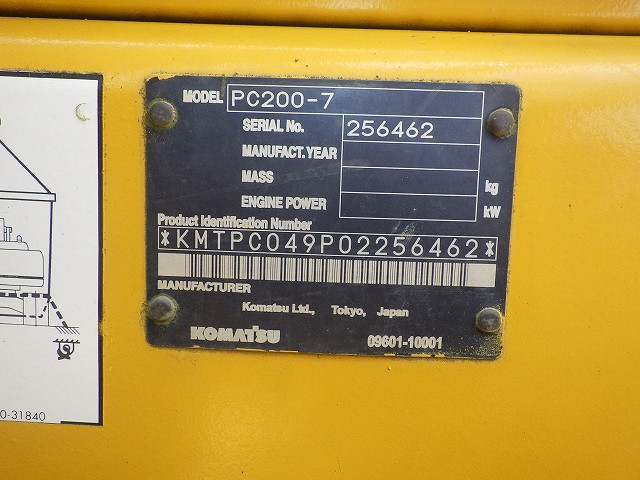 MODEL PC200-7
SERIAL No. 256462
MANUFACT. YEAR
MASS kg
ENGINE POWER kW
Product Identification Number
*KMTPC049P02256462*
MANUFACTURER
Komatsu Ltd., Tokyo, Japan
KOMATSU 09601-10001
0-31840